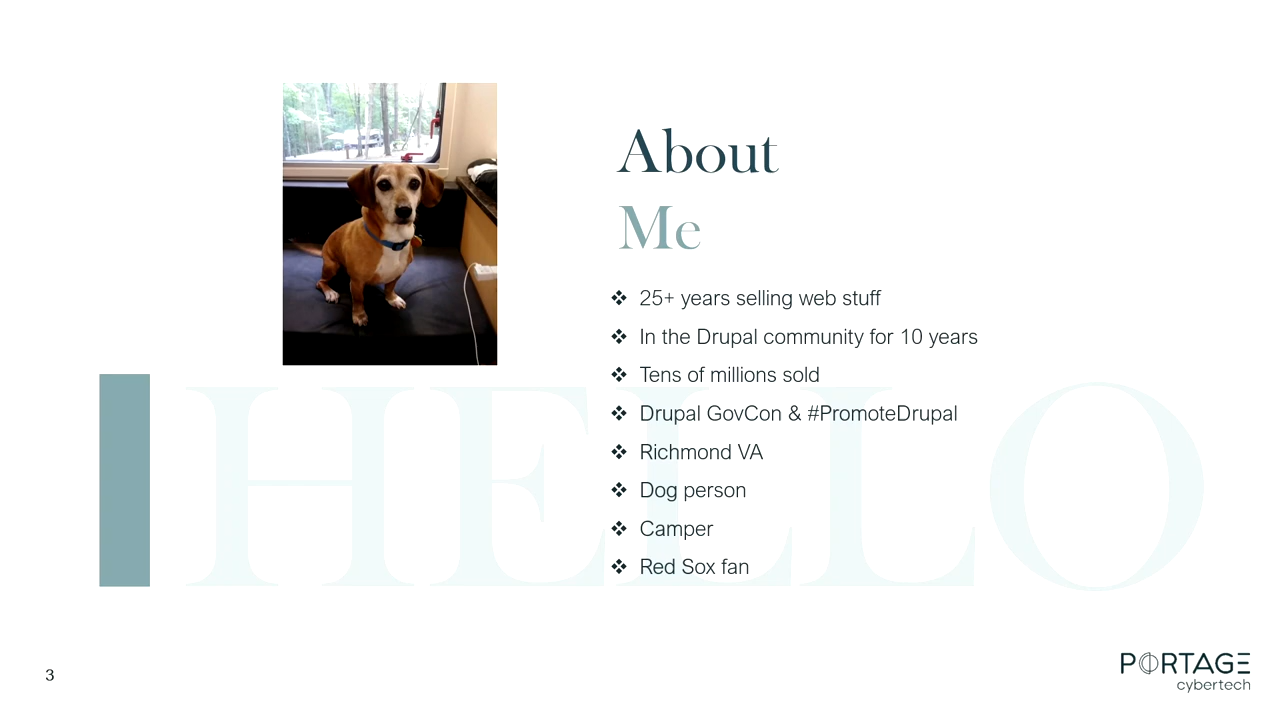 About
Me
❖ 25+ years selling web stuff
❖ In the Drupal community for 10 years
❖ Tens of millions sold
❖ Drupal GovCon & #PromoteDrupal
❖ Richmond VA
❖ Dog person
❖ Camper
❖ Red Sox fan
HELLO
3
PORTAGE
cybertech